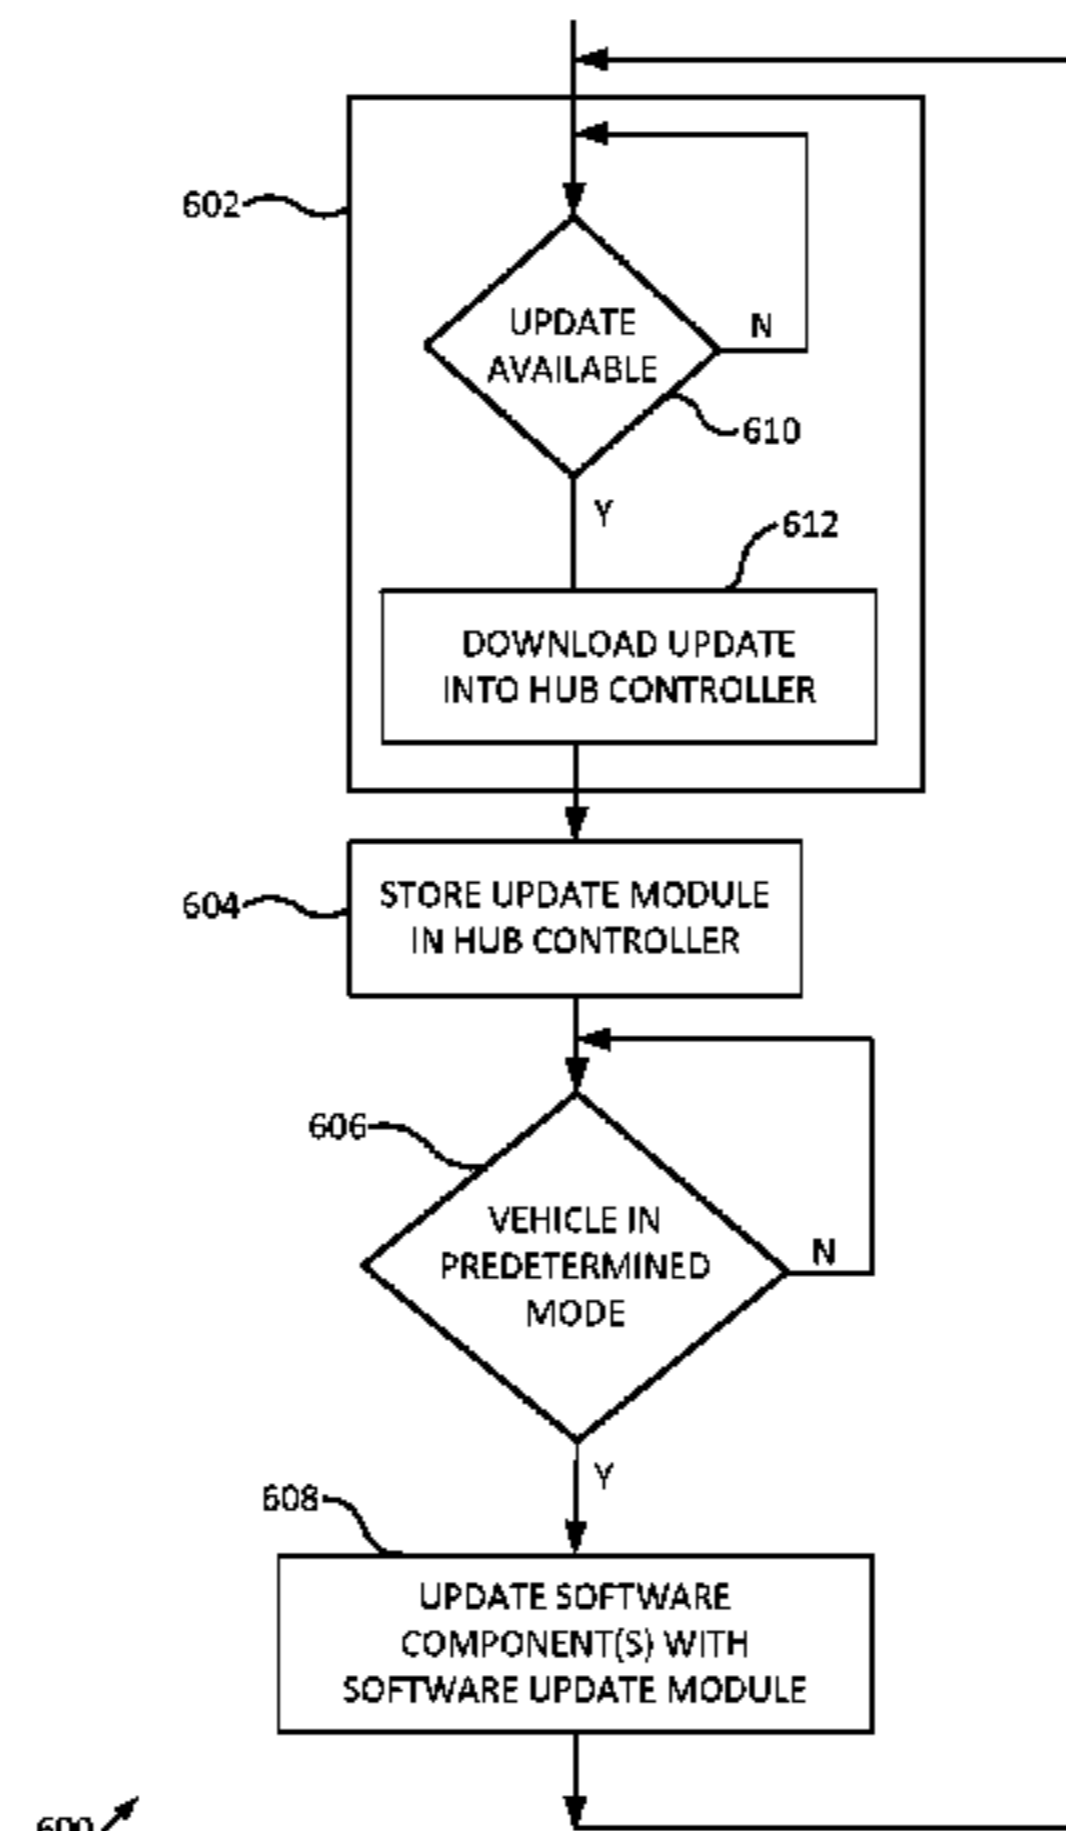 602
UPDATE
AVAILABLE
N
610
Y
612
DOWNLOAD UPDATE
INTO HUB CONTROLLER
604
STORE UPDATE MODULE
IN HUB CONTROLLER
606
VEHICLE IN
PREDETERMINED
MODE
N
Y
608
UPDATE SOFTWARE
COMPONENT(S) WITH
SOFTWARE UPDATE MODULE
600